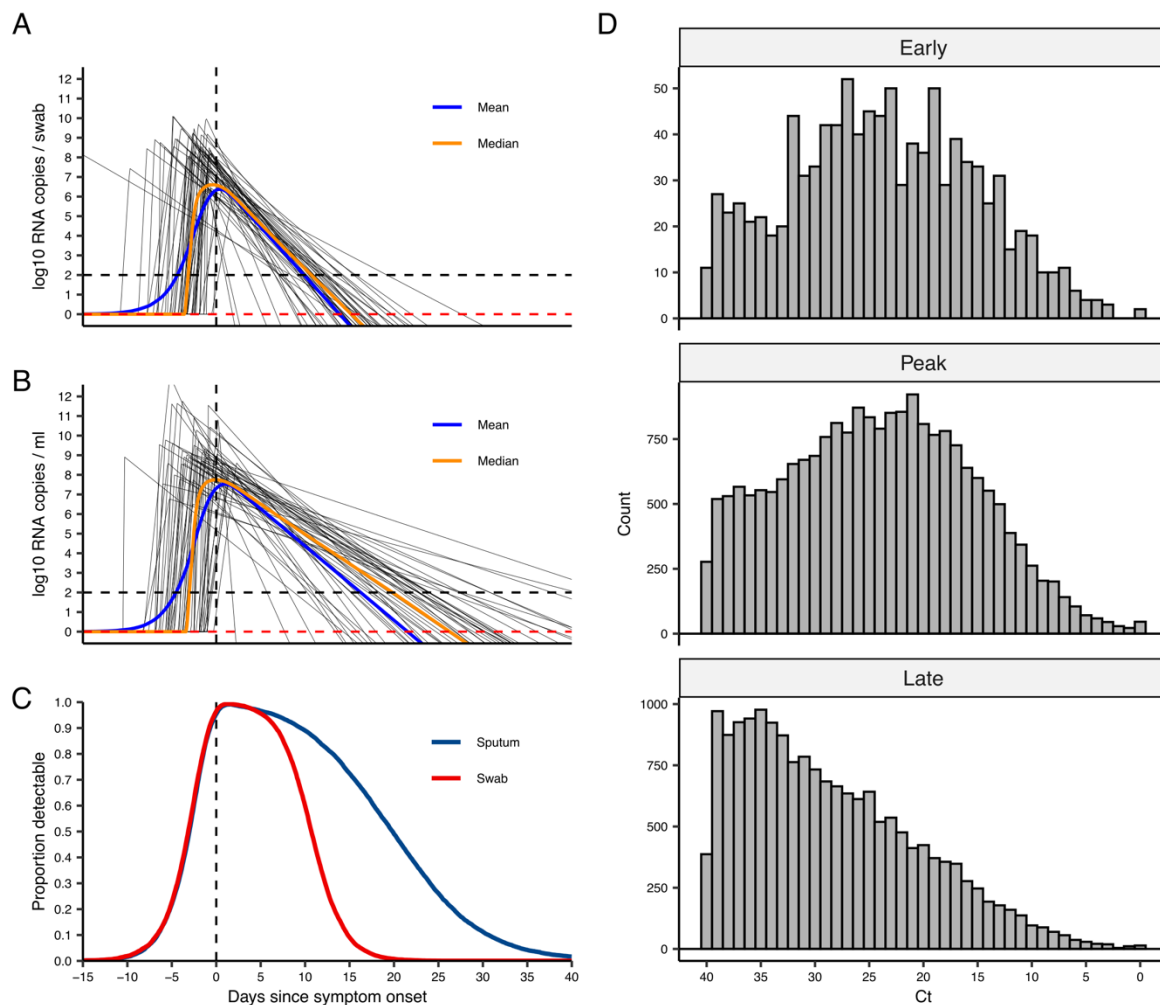 A
log10 RNA copies / swab
12
11
10
9
8
7
6
5
4
3
2
1
0
Mean
Median
B
log10 RNA copies / ml
12
11
10
9
8
7
6
5
4
3
2
1
0
Mean
Median
C
Proportion detectable
1.0
0.9
0.8
0.7
0.6
0.5
0.4
0.3
0.2
0.1
0.0
Sputum
Swab
−15 −10 −5 0 5 10 15 20 25 30 35 40
Days since symptom onset
D
Early
50
40
30
20
10
0
Peak
Count
750
500
250
0
Late
1000
750
500
250
0
40 35 30 25 20 15 10 5 0
Ct